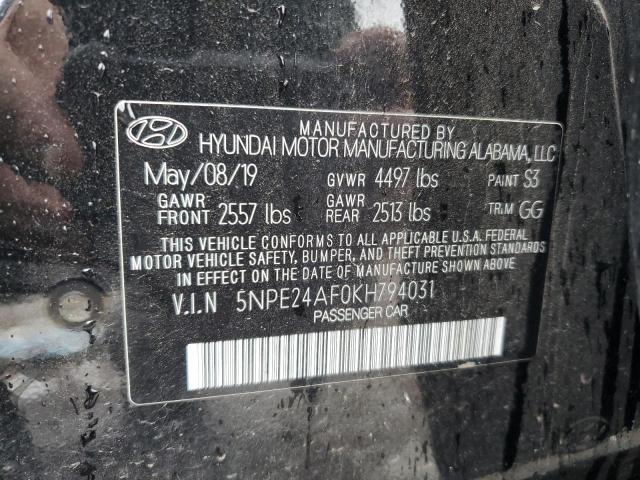 MANUFACTURED BY
HYUNDAI MOTOR MANUFACTURING ALABAMA, LLC
May/08/19 GVWR 4497 lbs PAINT S3
GAWR FRONT 2557 lbs GAWR REAR 2513 lbs TRIM GG
THIS VEHICLE CONFORMS TO ALL APPLICABLE U.S.A. FEDERAL
MOTOR VEHICLE SAFETY, BUMPER, AND THEFT PREVENTION STANDARDS
IN EFFECT ON THE DATE OF MANUFACTURE SHOWN ABOVE.
V.I.N 5NPE24AF0KH794031
PASSENGER CAR